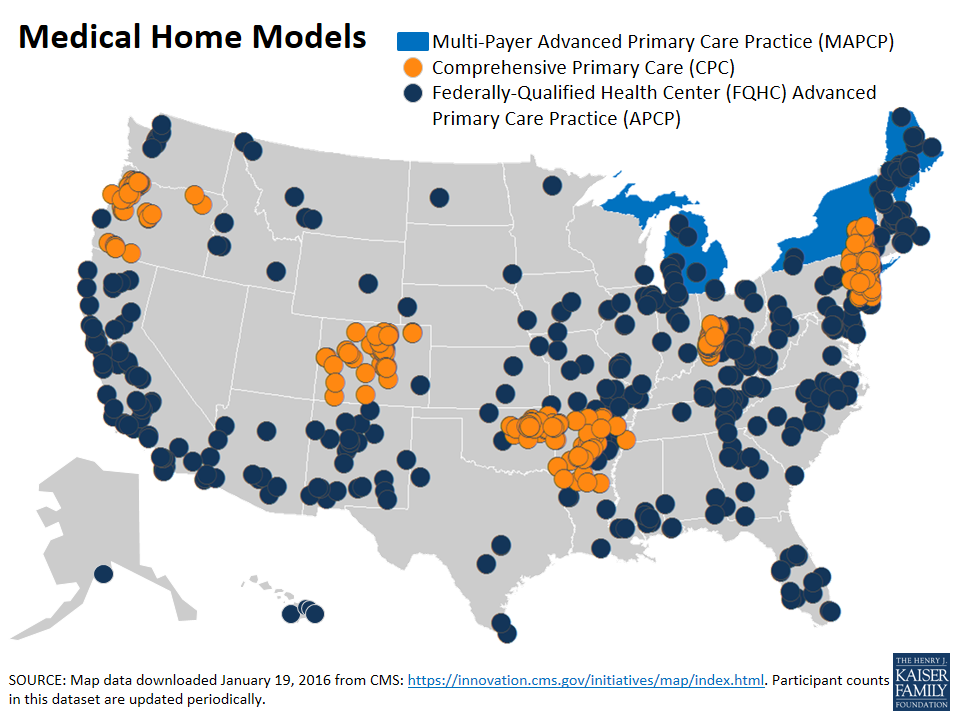 Medical Home Models
Multi-Payer Advanced Primary Care Practice (MAPCP)
Comprehensive Primary Care (CPC)
Federally-Qualified Health Center (FQHC) Advanced
Primary Care Practice (APCP)
SOURCE: Map data downloaded January 19, 2016 from CMS: https://innovation.cms.gov/initiatives/map/index.html. Participant counts
in this dataset are updated periodically.
THE HENRY J.
KAISER
FAMILY
FOUNDATION